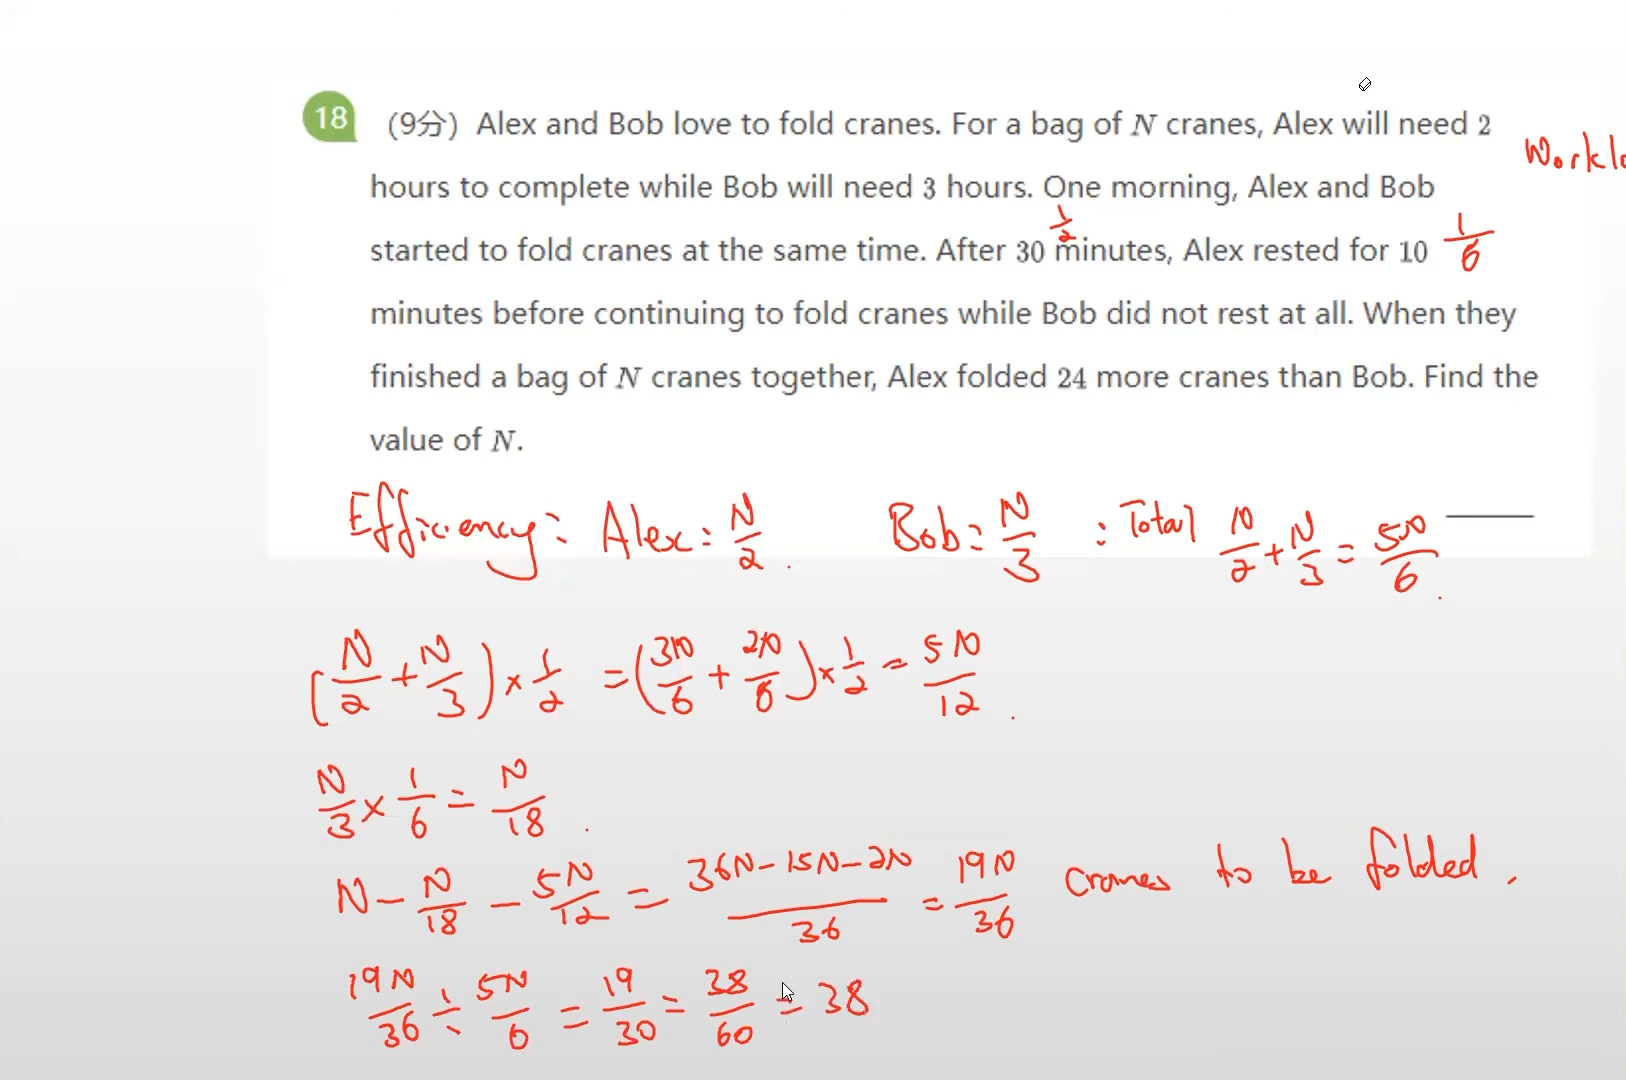 18 (9分) Alex and Bob love to fold cranes. For a bag of N cranes, Alex will need 2
hours to complete while Bob will need 3 hours. One morning, Alex and Bob
started to fold cranes at the same time. After 30 minutes, Alex rested for 10
minutes before continuing to fold cranes while Bob did not rest at all. When they
finished a bag of N cranes together, Alex folded 24 more cranes than Bob. Find the
value of N.
1/2
1/6
Efficiency: Alex: N/2. Bob: N/3 : Total N/2 + N/3 = 5N/6.
(N/2 + N/3) × 1/2 = (3N/6 + 2N/6) × 1/2 = 5N/12.
N/3 × 1/6 = N/18.
N - N/18 - 5N/12 = 36N-15N-2N/36 = 19N/36 cranes to be folded.
19N/36 ÷ 5N/6 = 19/30 = 38/60 = 38